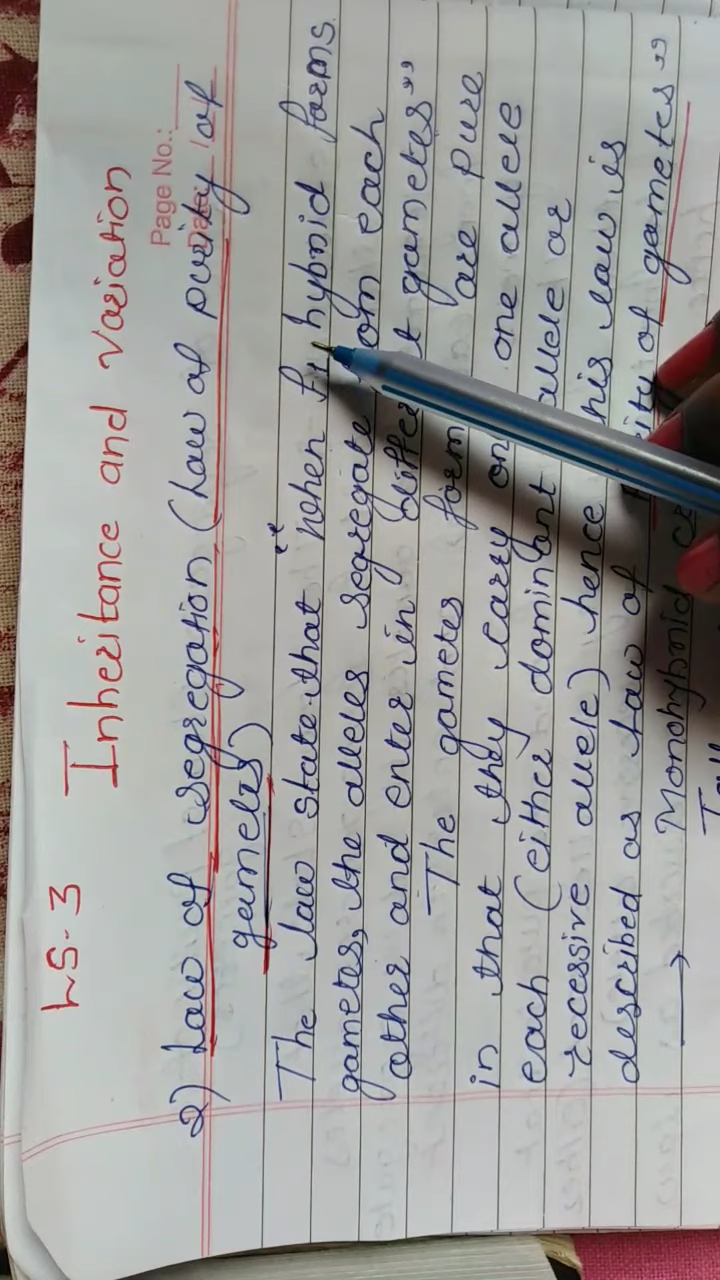 LS-3 Inheritance and variation
Page No.:
Date:
2) Law of segregation (Law of purity of
gametes)
The law state that "when F1 hybrid forms
gametes, the alleles segregate from each
other and enter in different gametes"
The gametes form are pure
in that they carry only one allele
each (either dominant allele or
recessive allele) hence this law is
described as Law of purity of gametes"
→ Monohybrid